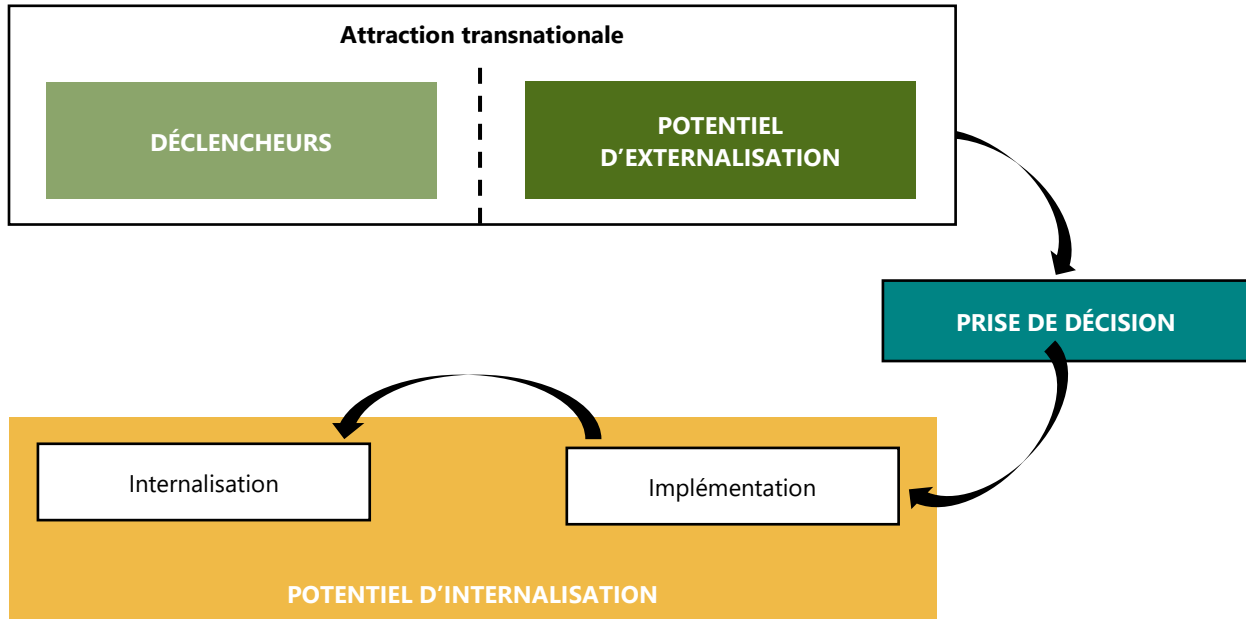 Attraction transnationale
DÉCLENCHEURS
POTENTIEL
D’EXTERNALISATION
PRISE DE DÉCISION
Internalisation
Implémentation
POTENTIEL D’INTERNALISATION